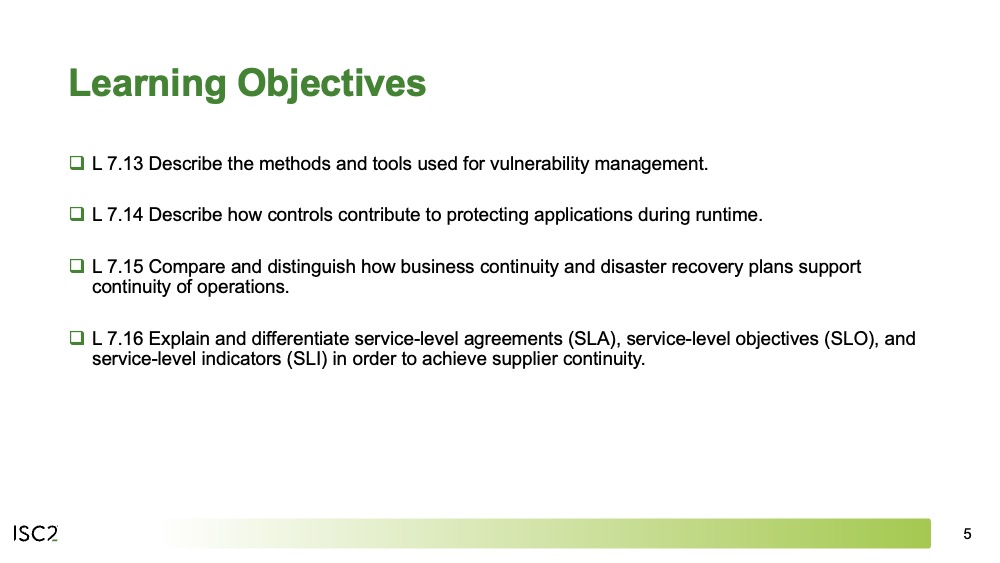 Learning Objectives
❑ L 7.13 Describe the methods and tools used for vulnerability management.
❑ L 7.14 Describe how controls contribute to protecting applications during runtime.
❑ L 7.15 Compare and distinguish how business continuity and disaster recovery plans support
continuity of operations.
❑ L 7.16 Explain and differentiate service-level agreements (SLA), service-level objectives (SLO), and
service-level indicators (SLI) in order to achieve supplier continuity.
ISC2
5